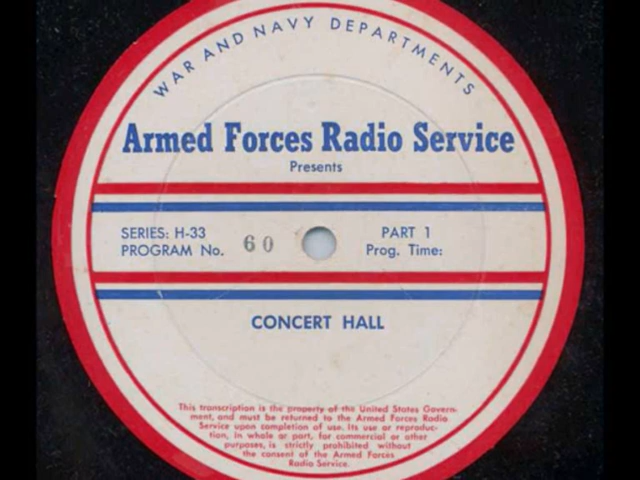 WAR AND NAVY DEPARTMENTS
Armed Forces Radio Service
Presents
SERIES: H-33 PART 1
PROGRAM No. 60 Prog. Time:
CONCERT HALL
This transcription is the property of the United States Govern-
ment, and must be returned to the Armed Forces Radio
Service upon completion of use. Its use or reproduc-
tion, in whole or part, for commercial or other
purposes, is strictly prohibited without
the consent of the Armed Forces
Radio Service.